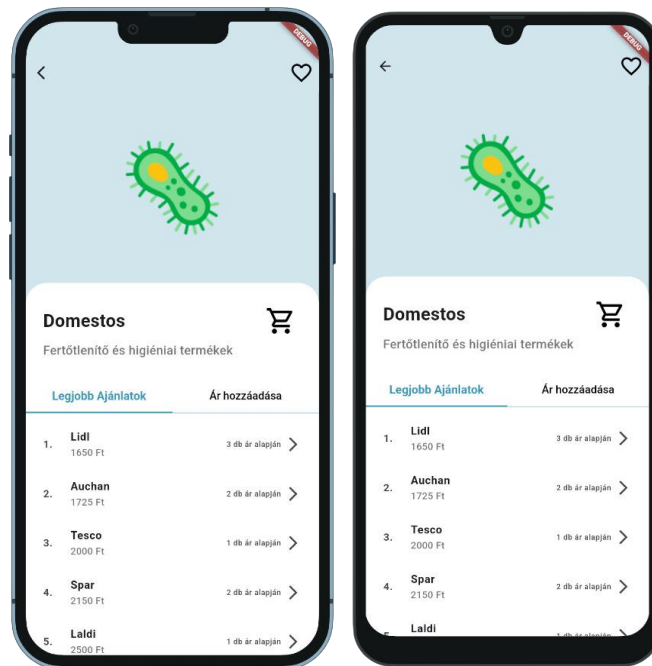 DEBUG
Domestos
Fertőtlenítő és higiéniai termékek
Legjobb Ajánlatok Ár hozzáadása
1. Lidl 3 db ár alapján
1650 Ft
2. Auchan 2 db ár alapján
1725 Ft
3. Tesco 1 db ár alapján
2000 Ft
4. Spar 2 db ár alapján
2150 Ft
5. Laldi 1 db ár alapján
2500 Ft
DEBUG
Domestos
Fertőtlenítő és higiéniai termékek
Legjobb Ajánlatok Ár hozzáadása
1. Lidl 3 db ár alapján
1650 Ft
2. Auchan 2 db ár alapján
1725 Ft
3. Tesco 1 db ár alapján
2000 Ft
4. Spar 2 db ár alapján
2150 Ft
Laldi